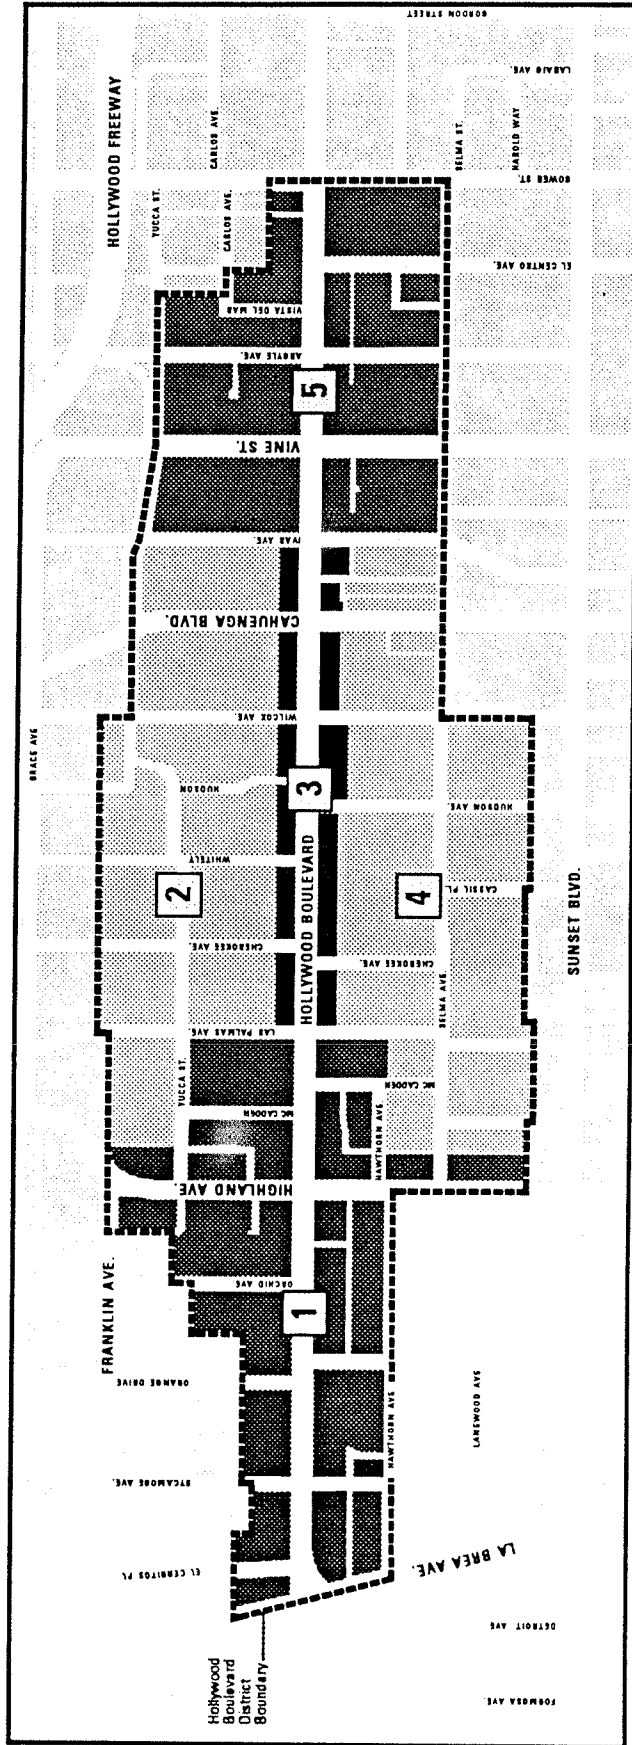 GORDON STREET
LABAIG AVE.
HOLLYWOOD FREEWAY
CARLOS AVE.
SELMA ST.
HAROLD WAY
GOWER ST.
YUCCA ST.
CARLOS AVE.
EL CENTRO AVE.
VISTA DEL MAR
ARGYLE AVE.
5
VINE ST.
IVAR AVE.
CAHUENGA BLVD.
WILCOX AVE.
GRACE AVE
HUDSON
3
HUDSON AVE.
WHITELY
2
4
CASSIL PL.
SUNSET BLVD.
HOLLYWOOD BOULEVARD
CHEROKEE AVE.
CHEROKEE AVE.
SELMA AVE.
LAS PALMAS AVE.
YUCCA ST.
MC CADDEN
MC CADDEN
HAWTHORN AVE.
HIGHLAND AVE.
FRANKLIN AVE.
ORCHID AVE
1
ORANGE DRIVE
HAWTHORN AVE
LANEWOOD AVE
SYCAMORE AVE.
EL CERRITOS PL.
LA BREA AVE.
Hollywood
Boulevard
District
Boundary
DETROIT AVE
FORMOSA AVE.